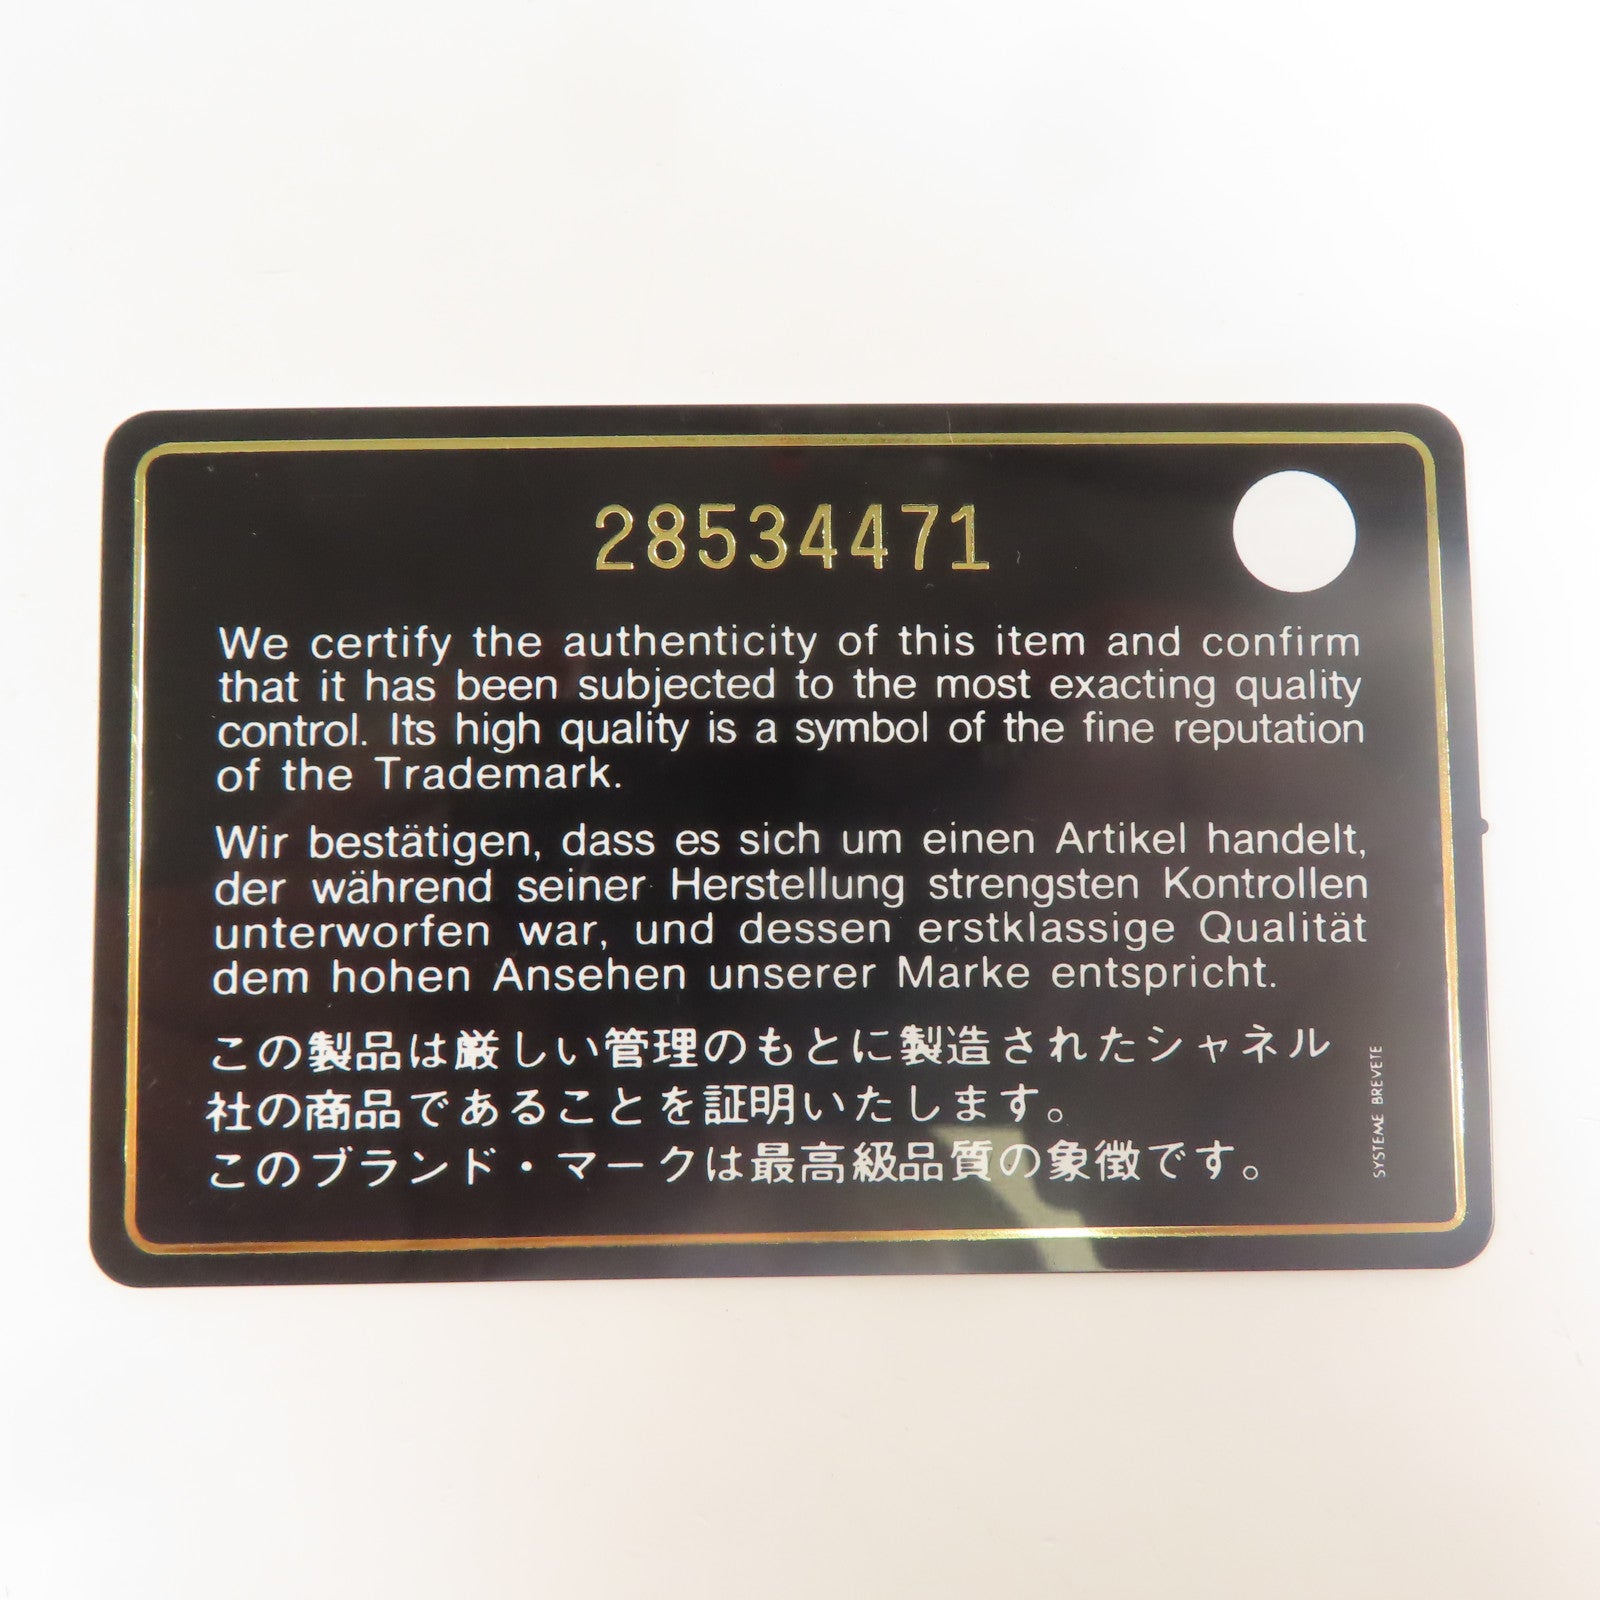 28534471
We certify the authenticity of this item and confirm
that it has been subjected to the most exacting quality
control. Its high quality is a symbol of the fine reputation
of the Trademark.
Wir bestätigen, dass es sich um einen Artikel handelt,
der während seiner Herstellung strengsten Kontrollen
unterworfen war, und dessen erstklassige Qualität
dem hohen Ansehen unserer Marke entspricht.
この製品は厳しい管理のもとに製造されたシャネル
社の商品であることを証明いたします。
このブランド・マークは最高級品質の象徴です。
SYSTEME BREVETE